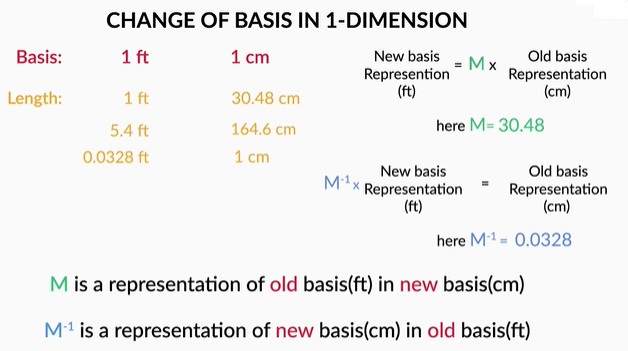 CHANGE OF BASIS IN 1-DIMENSION
Basis: 1 ft 1 cm
Length: 1 ft 30.48 cm
5.4 ft 164.6 cm
0.0328 ft 1 cm
New basis Represention (ft) = M x Old basis Representation (cm)
here M= 30.48
M⁻¹ x New basis Representation (ft) = Old basis Representation (cm)
here M⁻¹ = 0.0328
M is a representation of old basis(ft) in new basis(cm)
M⁻¹ is a representation of new basis(cm) in old basis(ft)